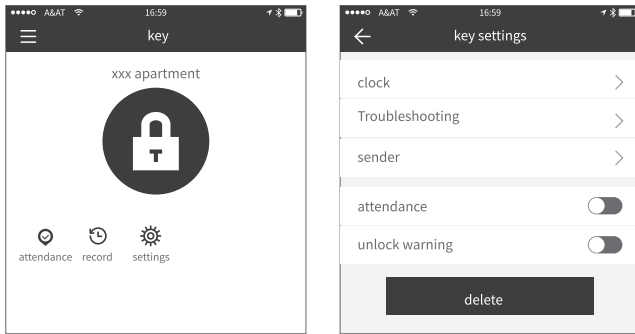 A&AT 16:59
key
xxx apartment
T
attendance record settings
A&AT 16:59
key settings
clock
Troubleshooting
sender
attendance
unlock warning
delete